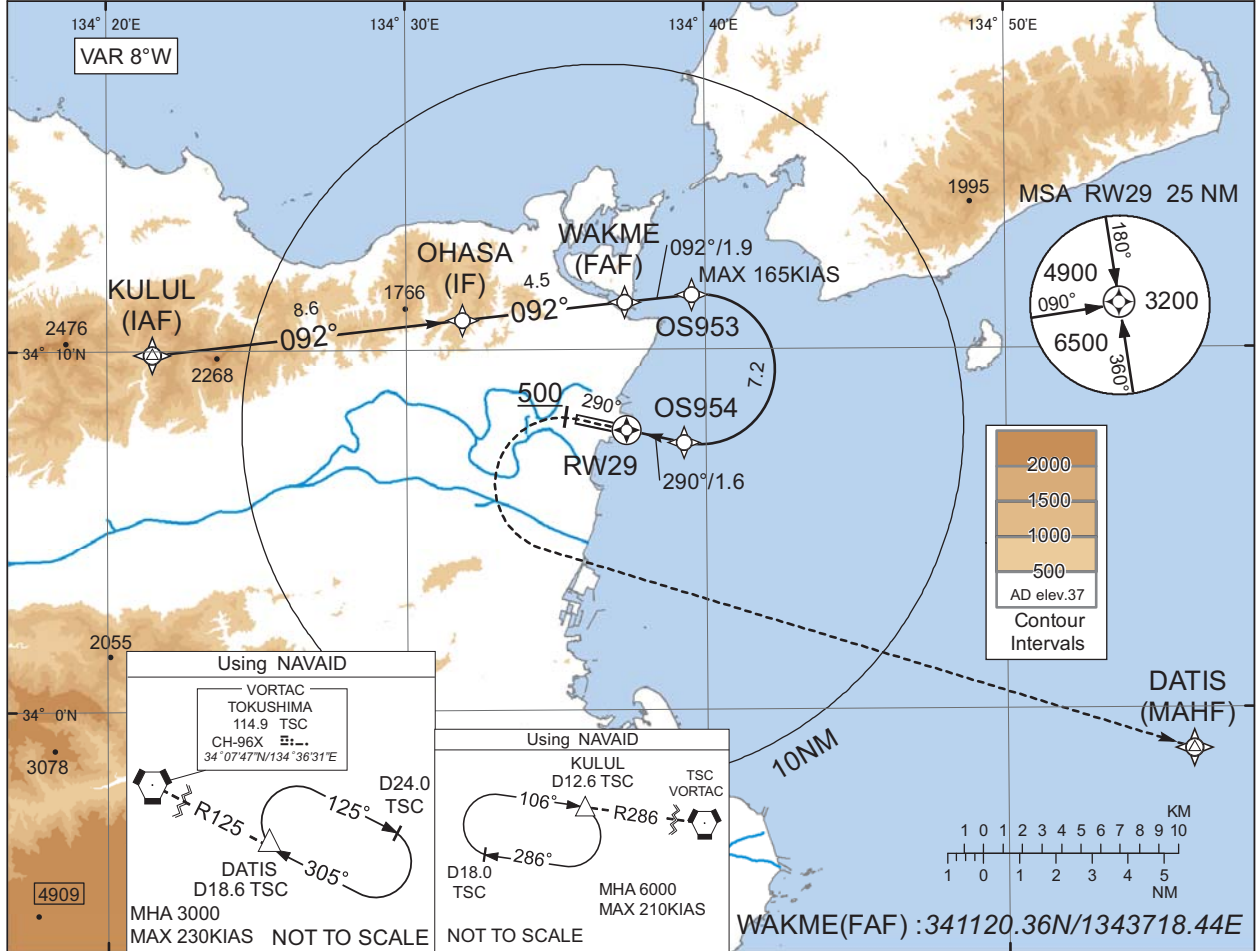 134° 20'E
134° 30'E
134° 40'E
134° 50'E
VAR 8°W
1995
MSA RW29 25 NM
180°
4900
090°
3200
6500
360°
WAKME
(FAF)
092°/1.9
MAX 165KIAS
OHASA
(IF)
4.5
092°
OS953
KULUL
(IAF)
8.6
1766
092°
2476
34° 10'N
2268
7.2
500
290°
OS954
RW29
290°/1.6
2000
1500
1000
500
AD elev.37
Contour
Intervals
2055
34° 0'N
3078
4909
DATIS
(MAHF)
10NM
Using NAVAID
VORTAC
TOKUSHIMA
114.9 TSC
CH-96X
34°07'47"N/134°36'31"E
D24.0
TSC
125°
R125
305°
DATIS
D18.6 TSC
MHA 3000
MAX 230KIAS
NOT TO SCALE
Using NAVAID
KULUL
D12.6 TSC
TSC
VORTAC
106°
R286
286°
D18.0
TSC
MHA 6000
MAX 210KIAS
NOT TO SCALE
KM
1 0 1 2 3 4 5 6 7 8 9 10
1 0 1 2 3 4 5
NM
WAKME(FAF) :341120.36N/1343718.44E